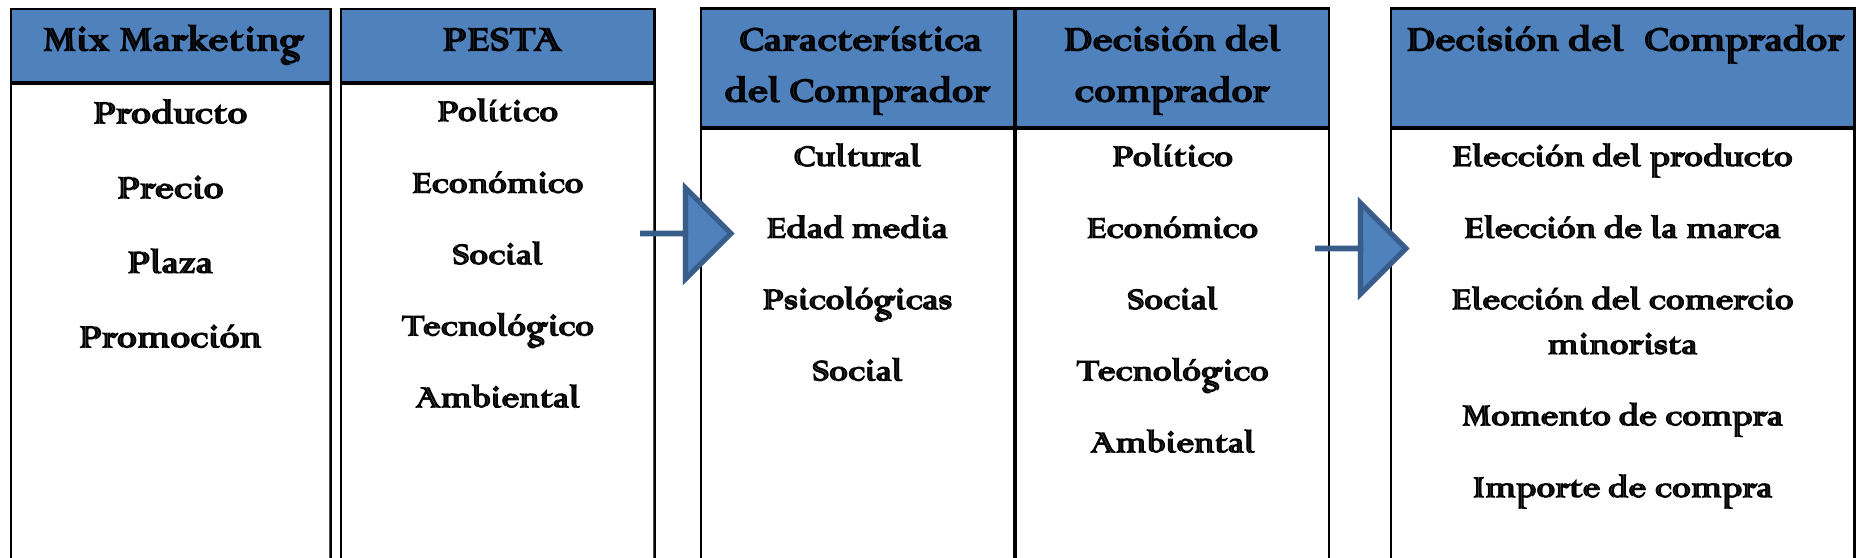 Mix Marketing
Producto
Precio
Plaza
Promoción
PESTA
Político
Económico
Social
Tecnológico
Ambiental
Característica
del Comprador
Cultural
Edad media
Psicológicas
Social
Decisión del
comprador
Político
Económico
Social
Tecnológico
Ambiental
Decisión del Comprador
Elección del producto
Elección de la marca
Elección del comercio
minorista
Momento de compra
Importe de compra